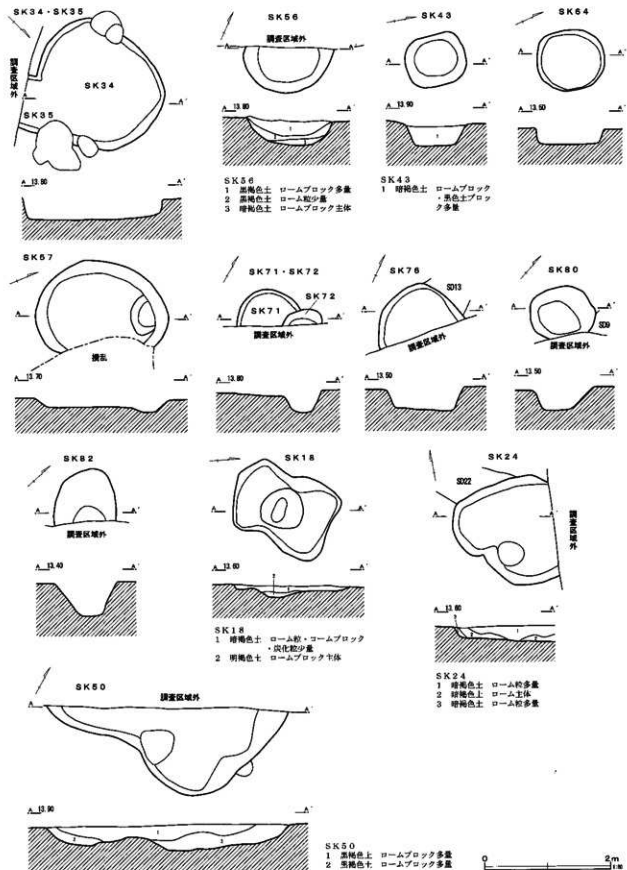 SK34・SK35
調査区域外
SK34
SK35
A
A'
A 13.80 A'
SK56
調査区域外
A A'
A 13.80 A'
1
SK56
1 黒褐色土 ロームブロック多量
2 黒褐色土 ローム粒少量
3 暗褐色土 ロームブロック主体
SK43
A A'
A 13.90 A'
1
SK43
1 暗褐色土 ロームブロック
・黒色土ブロッ
ク多量
SK64
A A'
A 13.50 A'
SK57
A A'
撹乱
A 13.70 A'
SK71・SK72
SK72
SK71
A A'
調査区域外
A 13.80 A'
SK76
SD13
A A'
調査区域外
A 13.50 A'
SK80
A A'
SD9
調査区域外
A 13.50 A'
SK82
A A'
調査区域外
A 13.40 A'
SK18
A A'
A 13.60 A'
2
SK18
1 暗褐色土 ローム粒・コームブロック
・炭化粒少量
2 明褐色土 ロームブロック主体
SK24
SD22
A A'
調査区域外
A 13.80 A'
3 1 2
SK24
1 暗褐色土 ローム粒多量
2 暗褐色土 ローム主体
3 暗褐色土 ローム粒多量
SK50
調査区域外
A A'
A 13.90 A'
1
2 2
SK50
1 黒褐色土 ロームブロック多量
2 黒褐色土 ロームブロック多量
0 2m